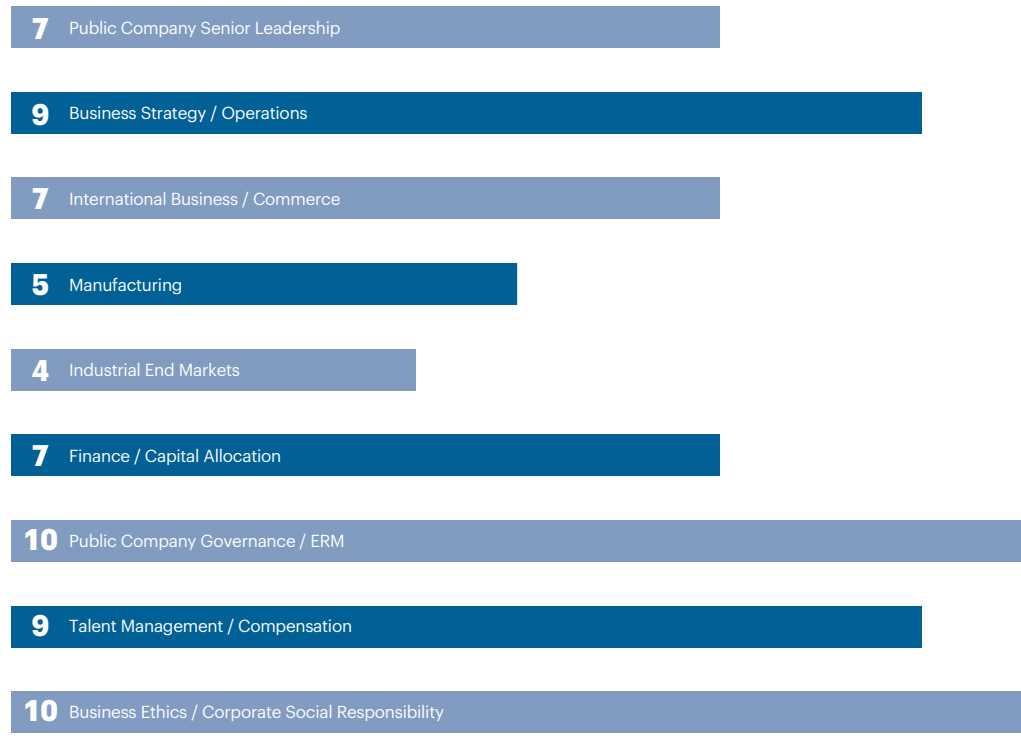 7 Public Company Senior Leadership
9 Business Strategy / Operations
7 International Business / Commerce
5 Manufacturing
4 Industrial End Markets
7 Finance / Capital Allocation
10 Public Company Governance / ERM
9 Talent Management / Compensation
10 Business Ethics / Corporate Social Responsibility